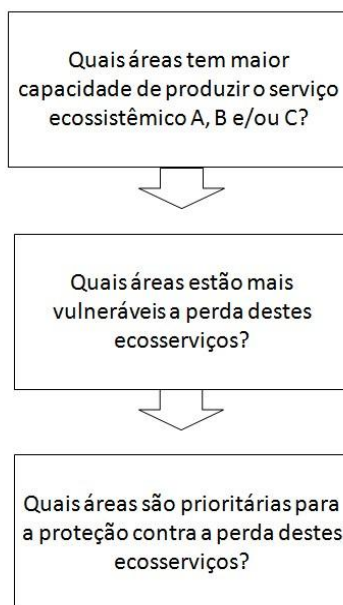 Quais áreas tem maior
capacidade de produzir o serviço
ecossistêmico A, B e/ou C?
Quais áreas estão mais
vulneráveis a perda destes
ecosserviços?
Quais áreas são prioritárias para
a proteção contra a perda destes
ecosserviços?